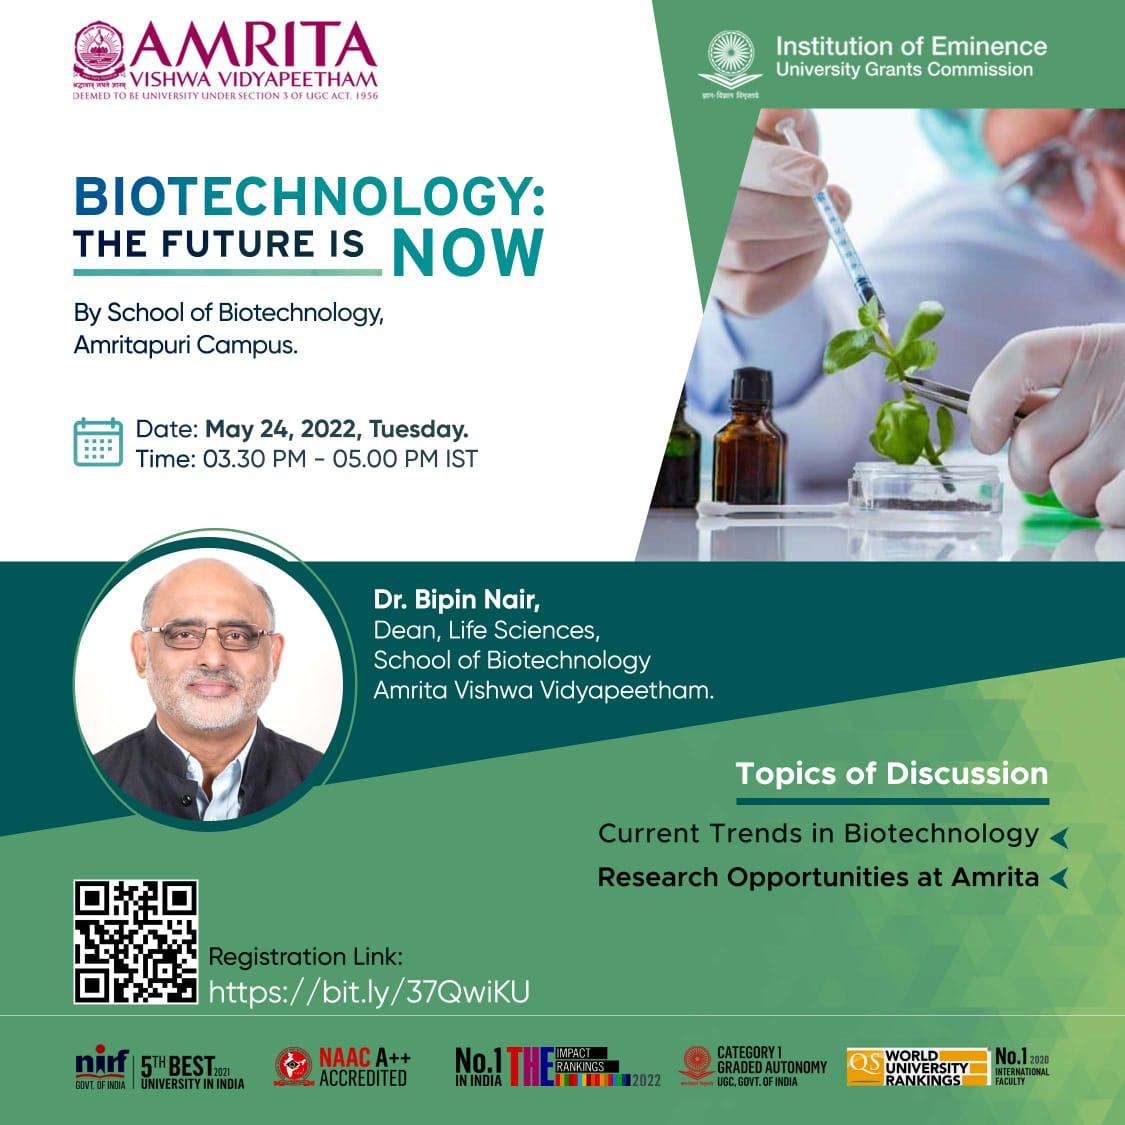 AMRITA
VISHWA VIDYAPEETHAM
DEEMED TO BE UNIVERSITY UNDER SECTION 3 OF UGC ACT, 1956
श्रद्धावान् लभते ज्ञानम्
Institution of Eminence
University Grants Commission
ज्ञान-विज्ञान विमुक्तये
BIOTECHNOLOGY:
THE FUTURE IS NOW
By School of Biotechnology,
Amritapuri Campus.
Date: May 24, 2022, Tuesday.
Time: 03.30 PM - 05.00 PM IST
Dr. Bipin Nair,
Dean, Life Sciences,
School of Biotechnology
Amrita Vishwa Vidyapeetham.
Topics of Discussion
Current Trends in Biotechnology
Research Opportunities at Amrita
Registration Link:
https://bit.ly/37QwiKU
nirf
GOVT. OF INDIA
5TH BEST 2021
UNIVERSITY IN INDIA
NAAC A++
ACCREDITED
No.1
IN INDIA
THE IMPACT
RANKINGS
2022
CATEGORY 1
GRADED AUTONOMY
UGC, GOVT. OF INDIA
QS WORLD
UNIVERSITY
RANKINGS
No.1 2020
INTERNATIONAL
FACULTY